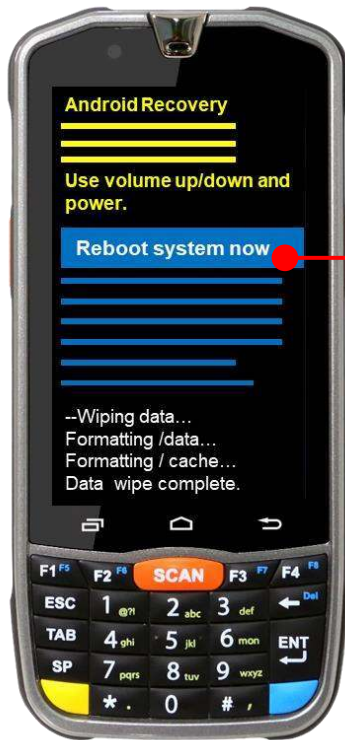 Android Recovery
Use volume up/down and
power.
Reboot system now
--Wiping data...
Formatting /data...
Formatting / cache...
Data wipe complete.
F1 F5 F2 F6 SCAN F3 F7 F4 F8
ESC 1 @?! 2 abc 3 def ← Del
TAB 4 ghi 5 jkl 6 mon ENT
SP 7 pqrs 8 tuv 9 wxyz
* . 0 # ,